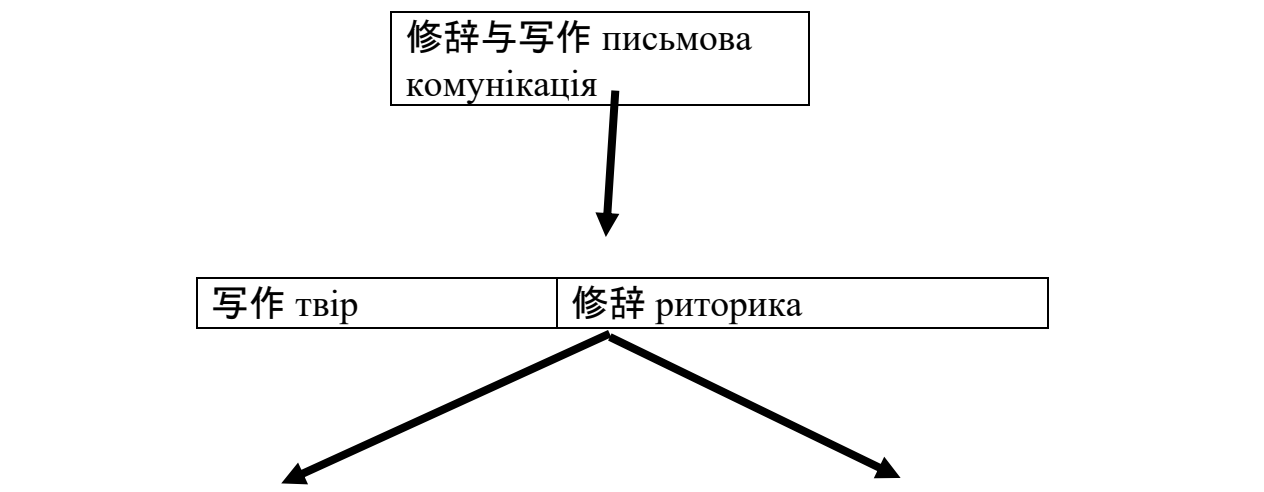 修辞与写作 письмова
комунікація
写作 твір
修辞 риторика